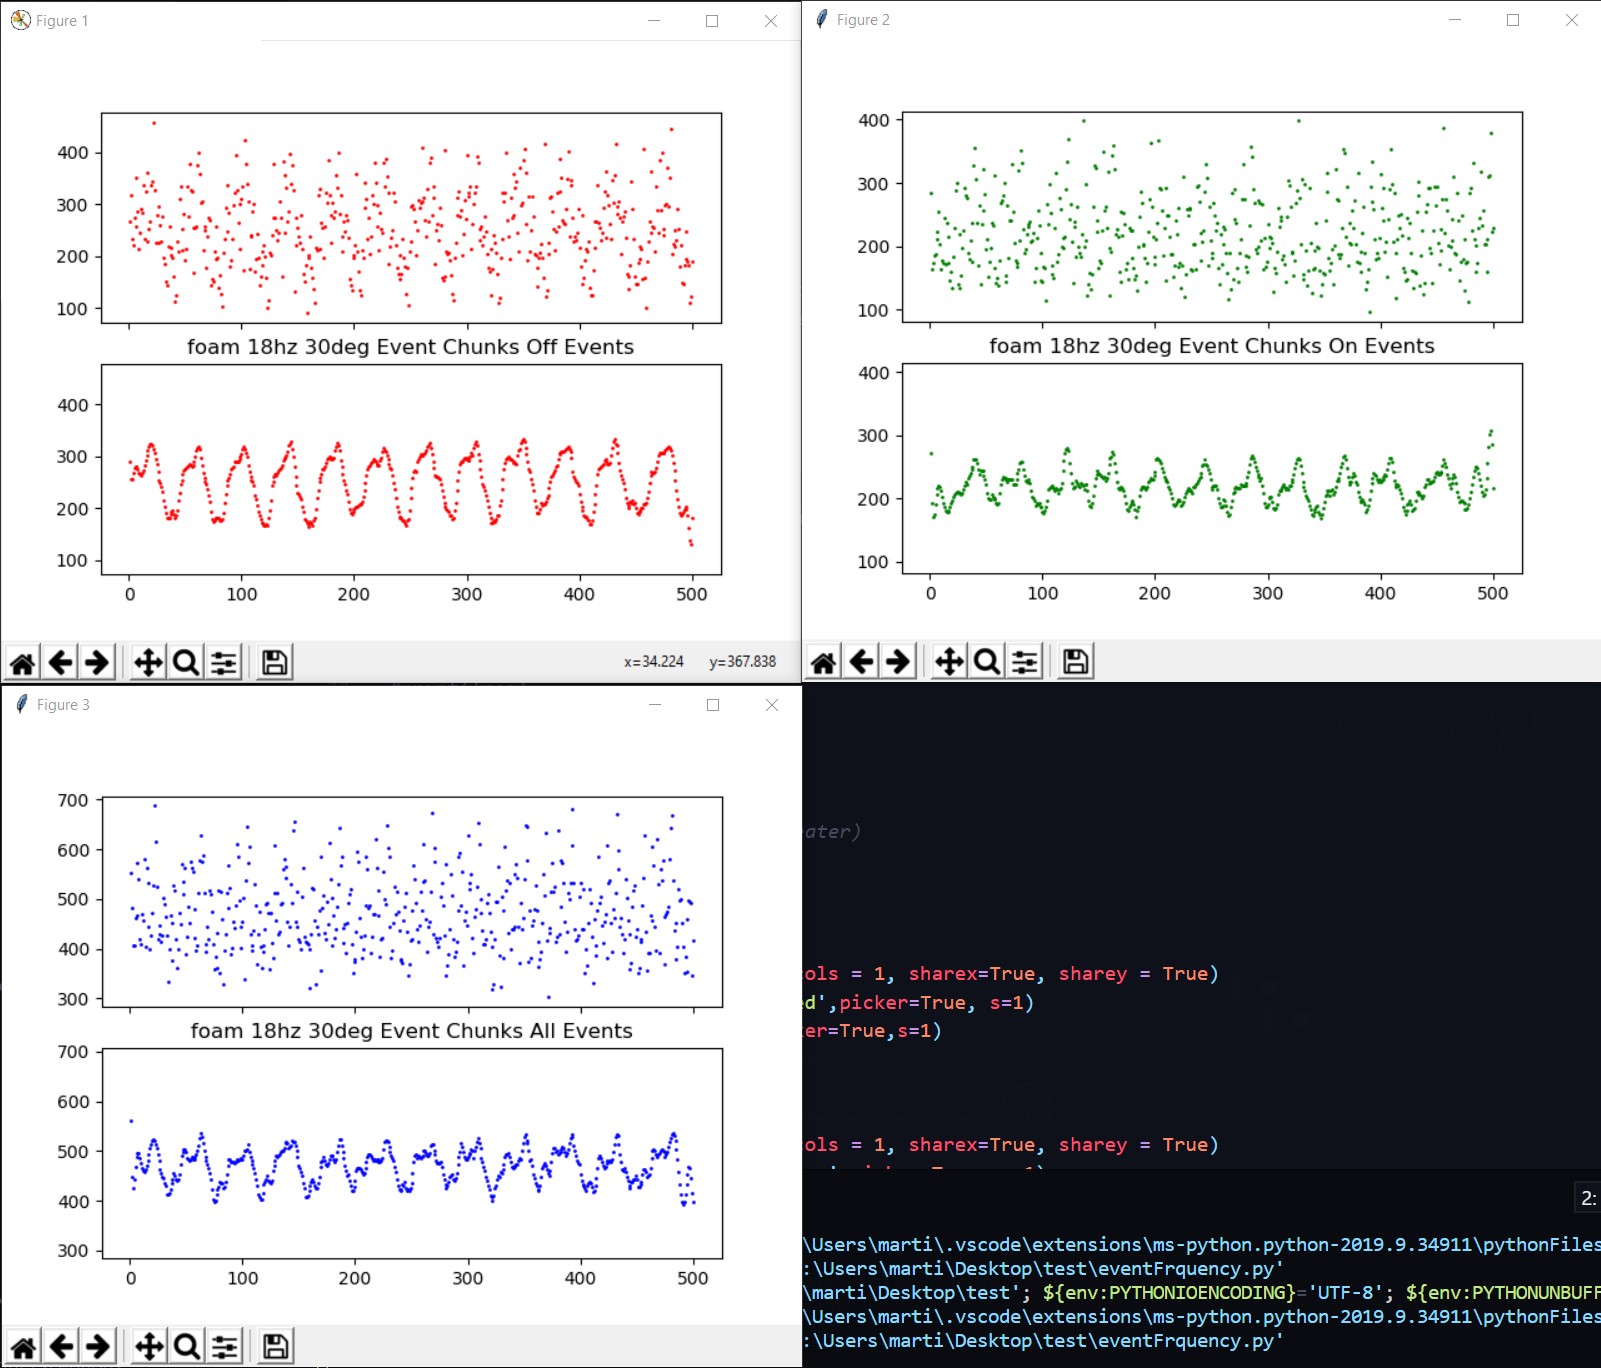 Figure 1
400
300
200
100
foam 18hz 30deg Event Chunks Off Events
400
300
200
100
0 100 200 300 400 500
x=34.224 y=367.838
Figure 2
400
300
200
100
foam 18hz 30deg Event Chunks On Events
400
300
200
100
0 100 200 300 400 500
Figure 3
700
600
500
400
300
foam 18hz 30deg Event Chunks All Events
700
600
500
400
300
0 100 200 300 400 500
ater)
ols = 1, sharex=True, sharey = True)
d',picker=True, s=1)
er=True,s=1)
ols = 1, sharex=True, sharey = True)
2:
\Users\marti\.vscode\extensions\ms-python.python-2019.9.34911\pythonFiles
:\Users\marti\Desktop\test\eventFrquency.py'
\marti\Desktop\test'; ${env:PYTHONIOENCODING}='UTF-8'; ${env:PYTHONUNBUFF
\Users\marti\.vscode\extensions\ms-python.python-2019.9.34911\pythonFiles
:\Users\marti\Desktop\test\eventFrquency.py'